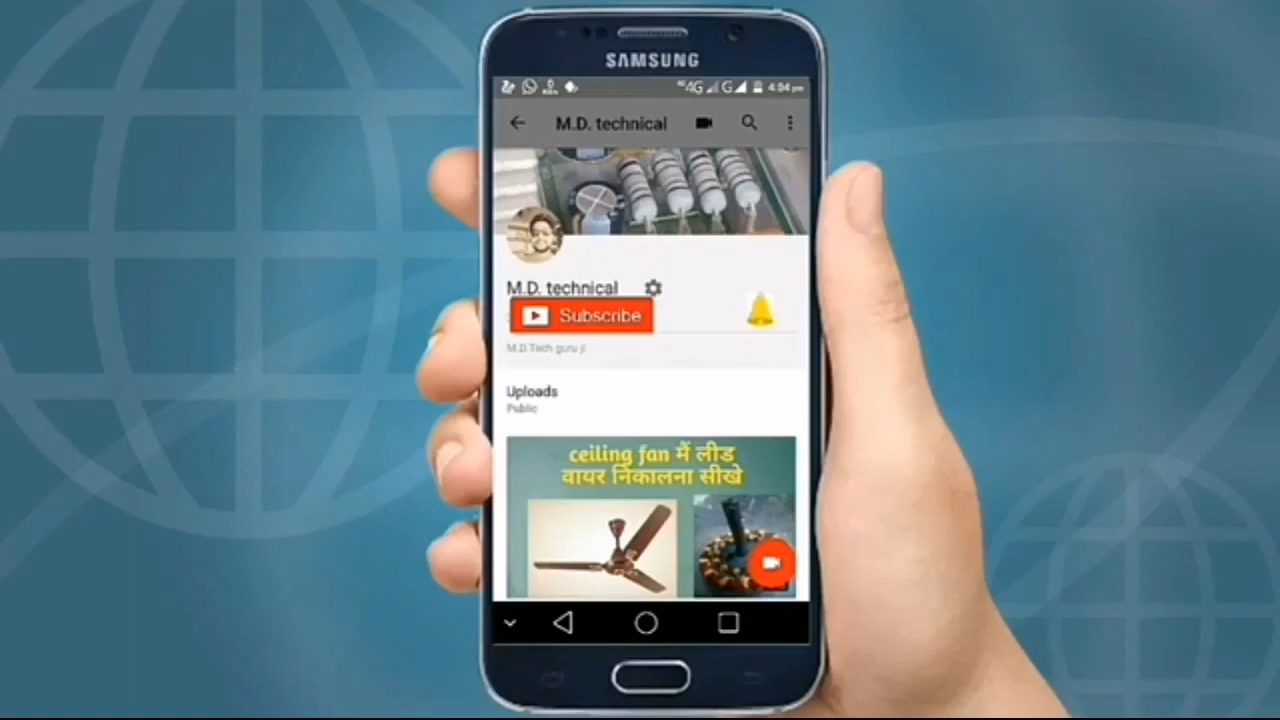 SAMSUNG
4G G 4:04 pm
M.D. technical
M.D. technical
Subscribe
M.D.Tech guru ji
Uploads
Public
ceiling fan मैं लीड
वायर निकालना सीखे